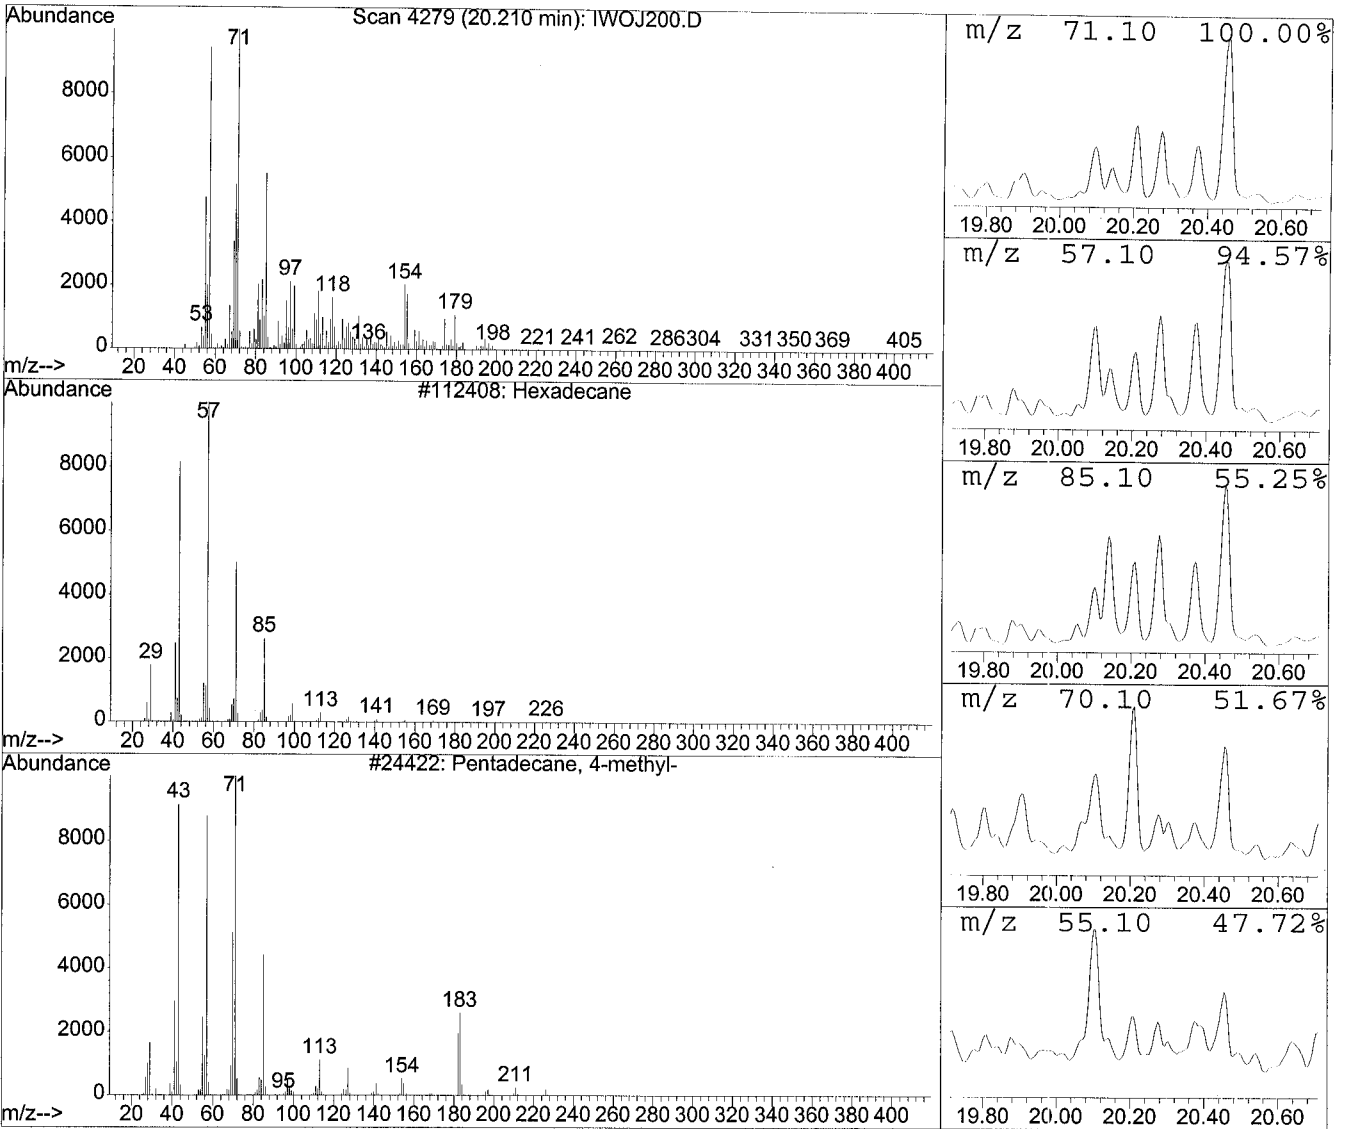 Abundance
Scan 4279 (20.210 min): IWOJ200.D
71
8000
6000
4000
2000
0
53
97
118
136
154
179
198 221 241 262 286304 331350 369 405
m/z-->
20 40 60 80 100 120 140 160 180 200 220 240 260 280 300 320 340 360 380 400
Abundance
#112408: Hexadecane
57
8000
6000
4000
2000
0
29
85
113 141 169 197 226
m/z-->
20 40 60 80 100 120 140 160 180 200 220 240 260 280 300 320 340 360 380 400
Abundance
#24422: Pentadecane, 4-methyl-
43 71
8000
6000
4000
2000
0
95
113
154
183
211
m/z-->
20 40 60 80 100 120 140 160 180 200 220 240 260 280 300 320 340 360 380 400
m/z 71.10 100.00%
19.80 20.00 20.20 20.40 20.60
m/z 57.10 94.57%
19.80 20.00 20.20 20.40 20.60
m/z 85.10 55.25%
19.80 20.00 20.20 20.40 20.60
m/z 70.10 51.67%
19.80 20.00 20.20 20.40 20.60
m/z 55.10 47.72%
19.80 20.00 20.20 20.40 20.60